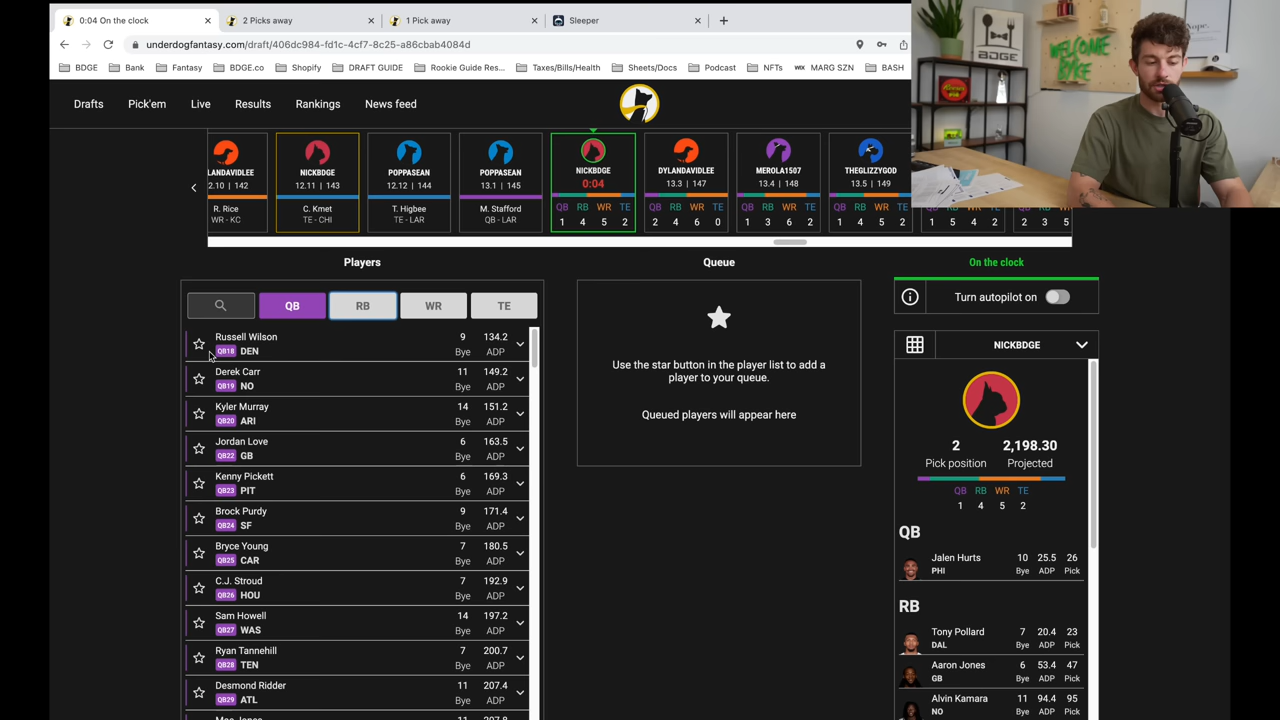 0:04 On the clock
2 Picks away
1 Pick away
Sleeper
underdogfantasy.com/draft/406dc984-fd1c-4cf7-8c25-a86cbab4084d
BDGE Bank Fantasy BDGE.co Shopify DRAFT GUIDE Rookie Guide Res... Taxes/Bills/Health Sheets/Docs Podcast NFTs WIX MARG SZN BASH
BDGE
WELCOME
Drafts Pick'em Live Results Rankings News feed
LANDAVIDLEE
2.10 | 142
R. Rice
WR - KC
NICKBDGE
12.11 | 143
C. Kmet
TE - CHI
POPPASEAN
12.12 | 144
T. Higbee
TE - LAR
POPPASEAN
13.1 | 145
M. Stafford
QB - LAR
NICKBDGE
0:04
QB RB WR TE
1 4 5 2
DYLANDAVIDLEE
13.3 | 147
QB RB WR TE
2 4 6 0
MEROLA1507
13.4 | 148
QB RB WR TE
1 3 6 2
THEGLIZZYGOD
13.5 | 149
QB RB WR TE
1 4 5 2
QB RB WR TE
1 5 4 2
QB RB WR
2 3 5
Players
QB RB WR TE
Russell Wilson 9 134.2
QB18 DEN Bye ADP
Derek Carr 11 149.2
QB19 NO Bye ADP
Kyler Murray 14 151.2
QB20 ARI Bye ADP
Jordan Love 6 163.5
QB22 GB Bye ADP
Kenny Pickett 6 169.3
QB23 PIT Bye ADP
Brock Purdy 9 171.4
QB24 SF Bye ADP
Bryce Young 7 180.5
QB25 CAR Bye ADP
C.J. Stroud 7 192.9
QB26 HOU Bye ADP
Sam Howell 14 197.2
QB27 WAS Bye ADP
Ryan Tannehill 7 200.7
QB28 TEN Bye ADP
Desmond Ridder 11 207.4
QB29 ATL Bye ADP
Queue
Use the star button in the player list to add a
player to your queue.
Queued players will appear here
On the clock
Turn autopilot on
NICKBDGE
2 2,198.30
Pick position Projected
QB RB WR TE
1 4 5 2
QB
Jalen Hurts 10 25.5 26
PHI Bye ADP Pick
RB
Tony Pollard 7 20.4 23
DAL Bye ADP Pick
Aaron Jones 6 53.4 47
GB Bye ADP Pick
Alvin Kamara 11 94.4 95
NO Bye ADP Pick